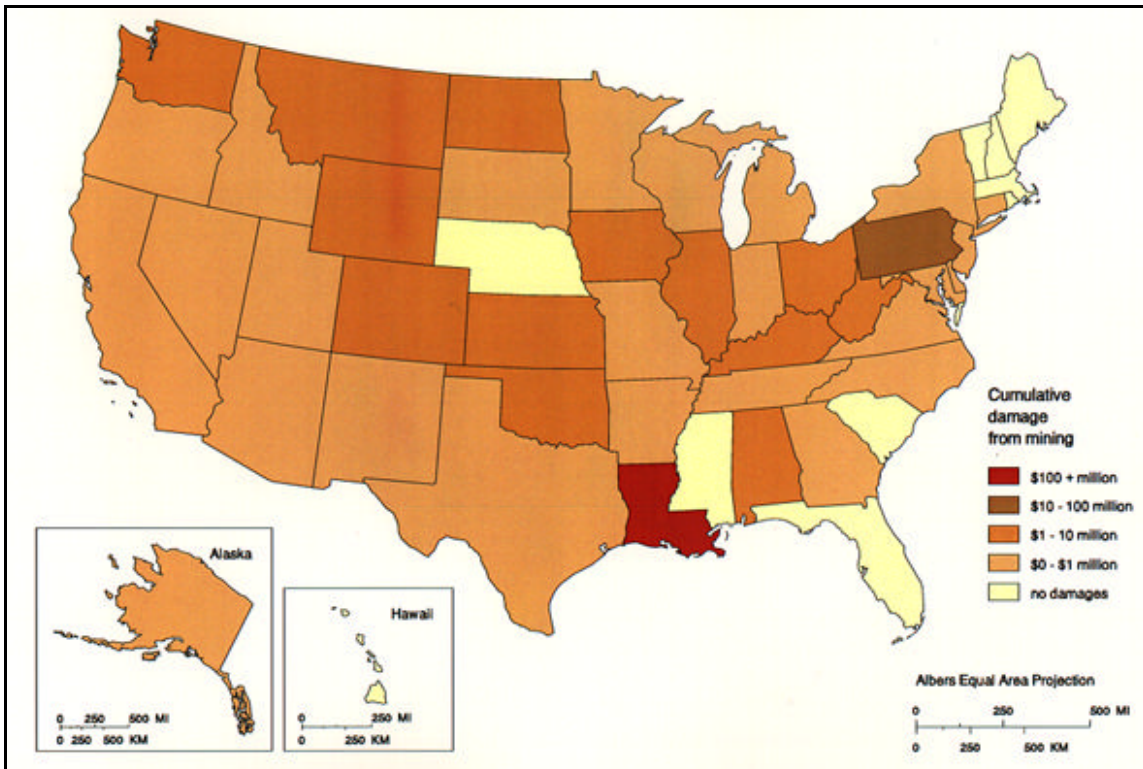 Cumulative
damage
from mining
$100 + million
$10 - 100 million
$1 - 10 million
$0 - $1 million
no damages
Alaska
0 250 500 MI
0 250 500 KM
Hawaii
0 250 MI
0 250 KM
Albers Equal Area Projection
0 250 500 MI
0 250 500 KM